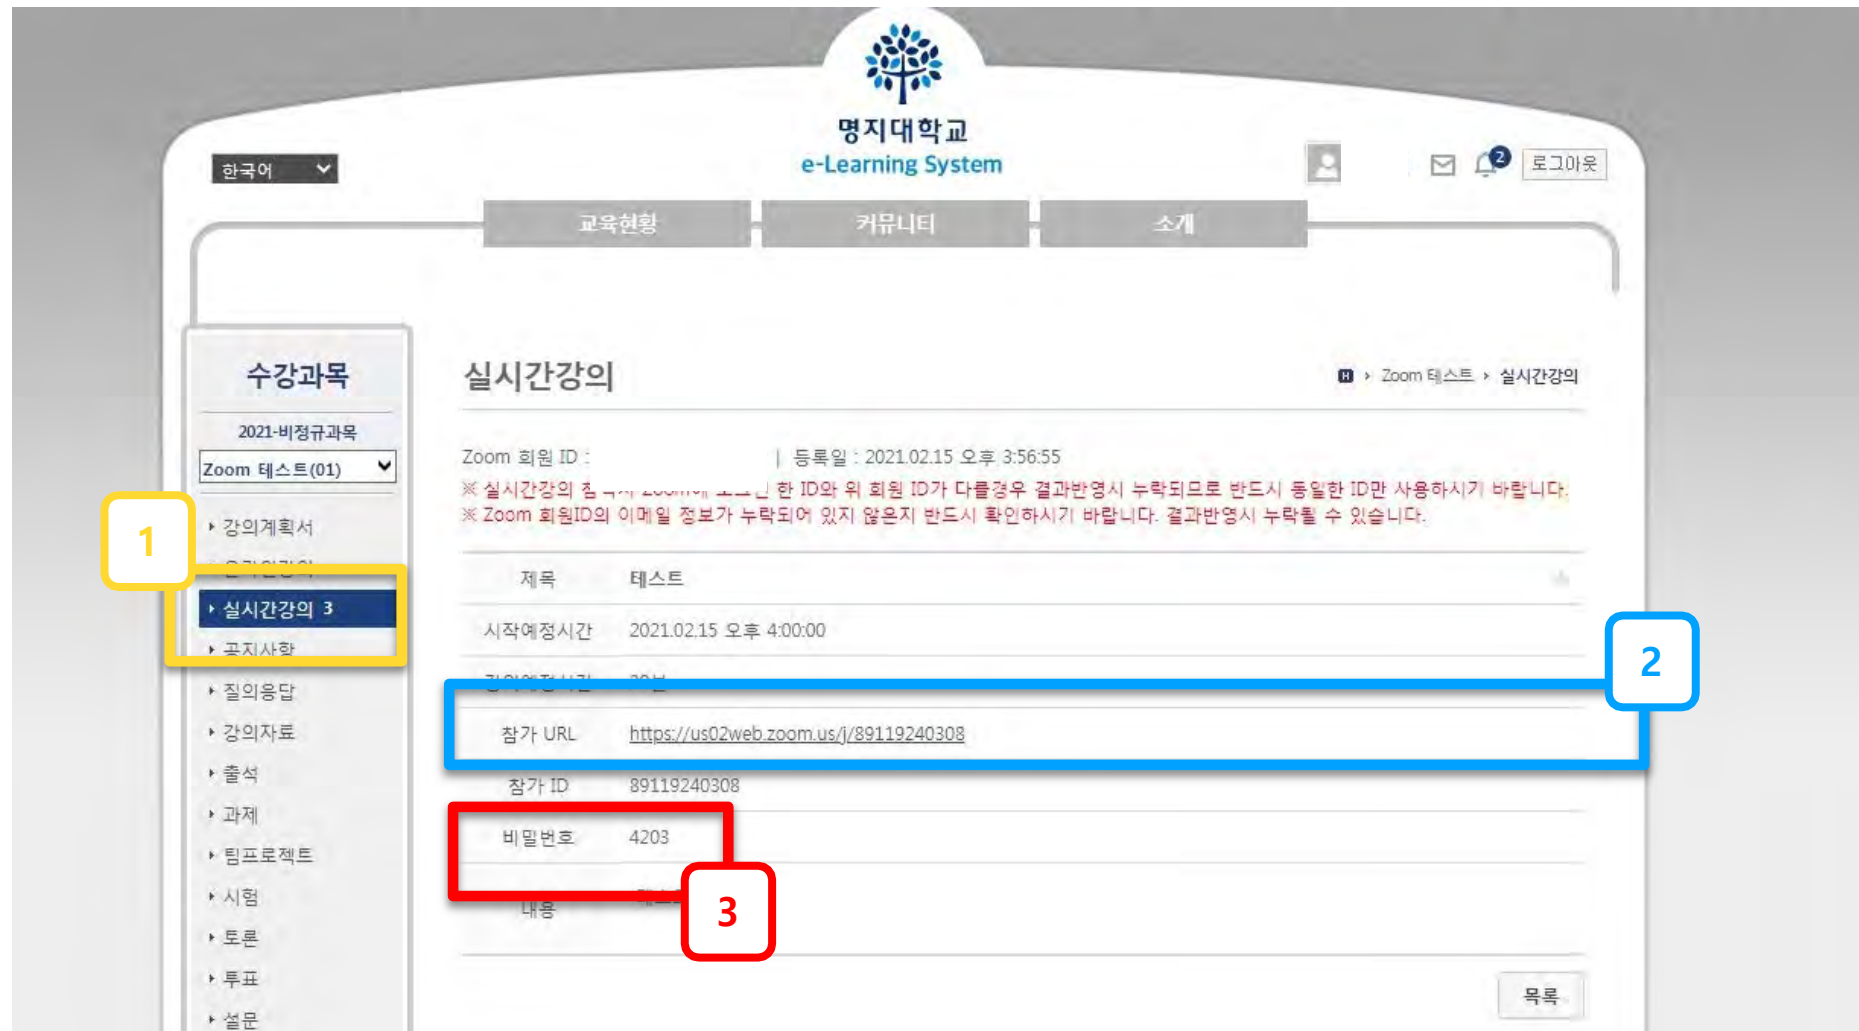 명지대학교
e-Learning System
한국어
2
로그아웃
교육현황
커뮤니티
소개
수강과목
2021-비정규과목
Zoom 테스트(01)
강의계획서
실시간강의 3
공지사항
질의응답
강의자료
출석
과제
팀프로젝트
시험
토론
투표
설문
1
실시간강의
H › Zoom 테스트 › 실시간강의
Zoom 회원 ID : | 등록일 : 2021.02.15 오후 3:56:55
※ 실시간강의 한 ID와 위 회원 ID가 다를경우 결과반영시 누락되므로 반드시 동일한 ID만 사용하시기 바랍니다.
※ Zoom 회원ID의 이메일 정보가 누락되어 있지 않은지 반드시 확인하시기 바랍니다. 결과반영시 누락될 수 있습니다.
제목 테스트
시작예정시간 2021.02.15 오후 4:00:00
2
참가 URL https://us02web.zoom.us/j/89119240308
참가 ID 89119240308
비밀번호 4203
3
내용
목록